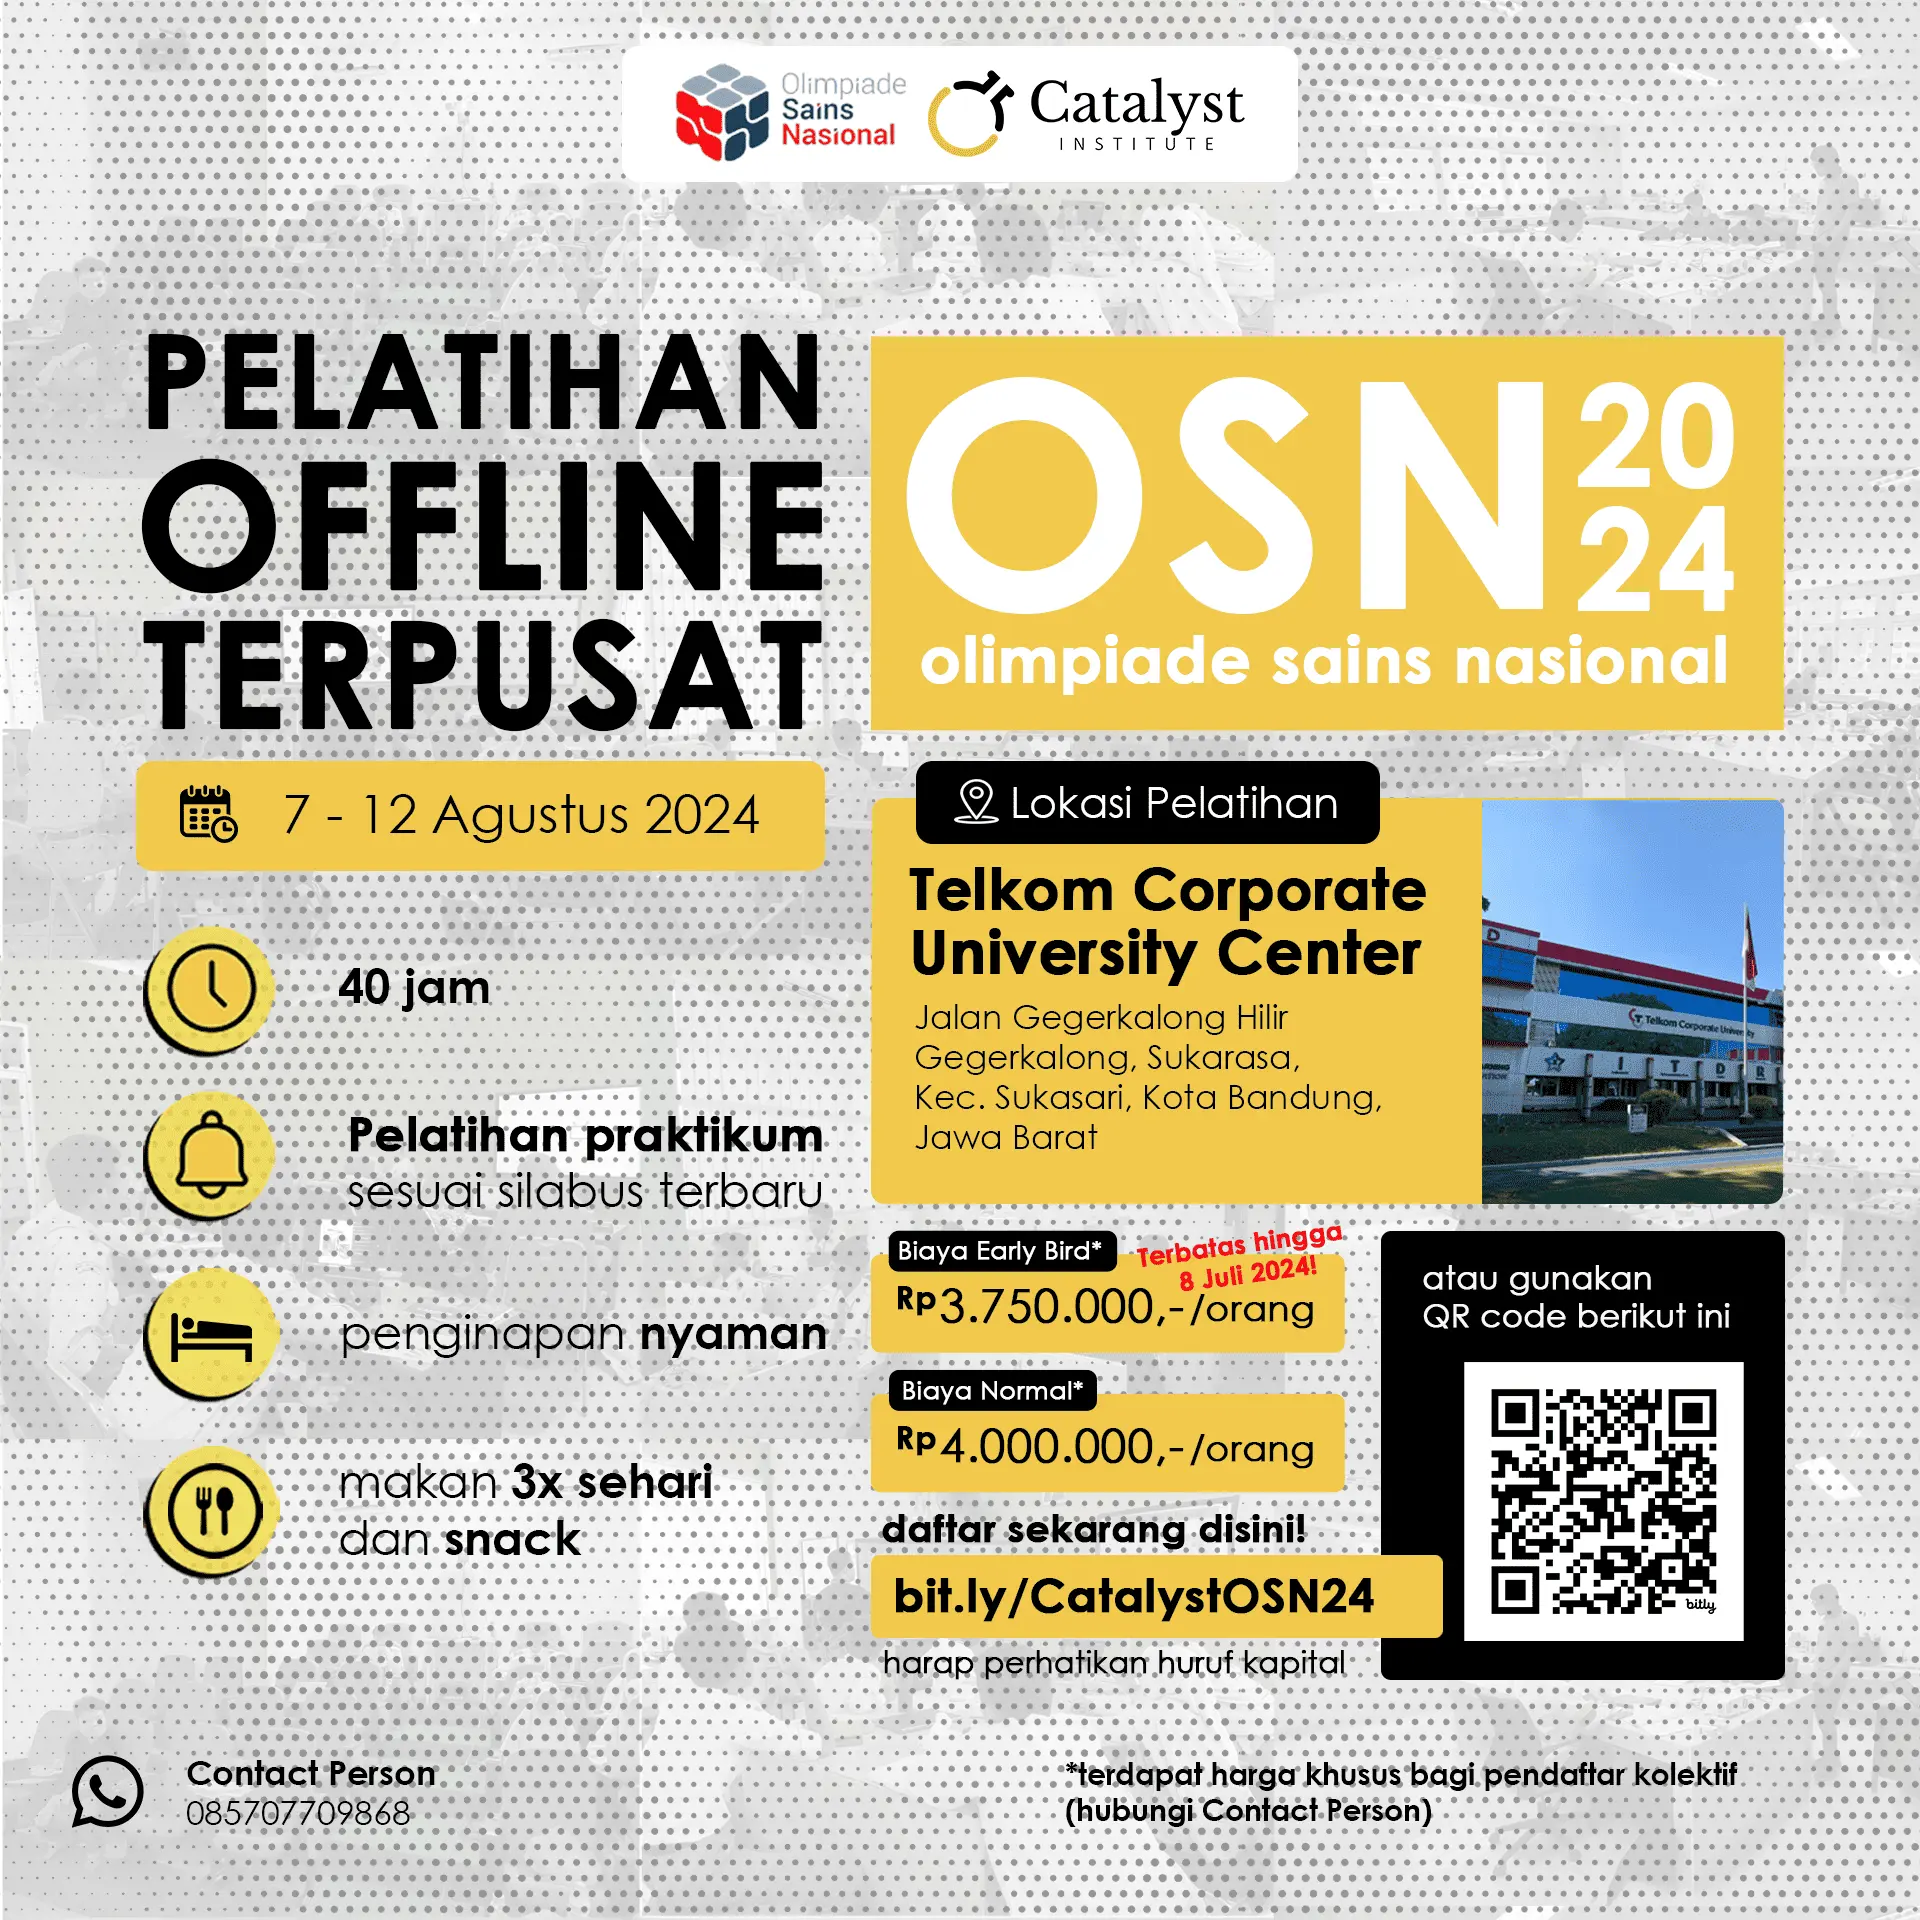 Olimpiade
Sains
Nasional
Catalyst
INSTITUTE
PELATIHAN
OFFLINE
TERPUSAT
OSN
20
24
olimpiade sains nasional
7 - 12 Agustus 2024
40 jam
Pelatihan praktikum
sesuai silabus terbaru
penginapan nyaman
makan 3x sehari
dan snack
Lokasi Pelatihan
Telkom Corporate
University Center
Jalan Gegerkalong Hilir
Gegerkalong, Sukarasa,
Kec. Sukasari, Kota Bandung,
Jawa Barat
Telkom Corporate University
Biaya Early Bird*
Terbatas hingga
8 Juli 2024!
Rp3.750.000,-/orang
Biaya Normal*
Rp4.000.000,-/orang
daftar sekarang disini!
bit.ly/CatalystOSN24
harap perhatikan huruf kapital
atau gunakan
QR code berikut ini
bitly
Contact Person
085707709868
*terdapat harga khusus bagi pendaftar kolektif
(hubungi Contact Person)